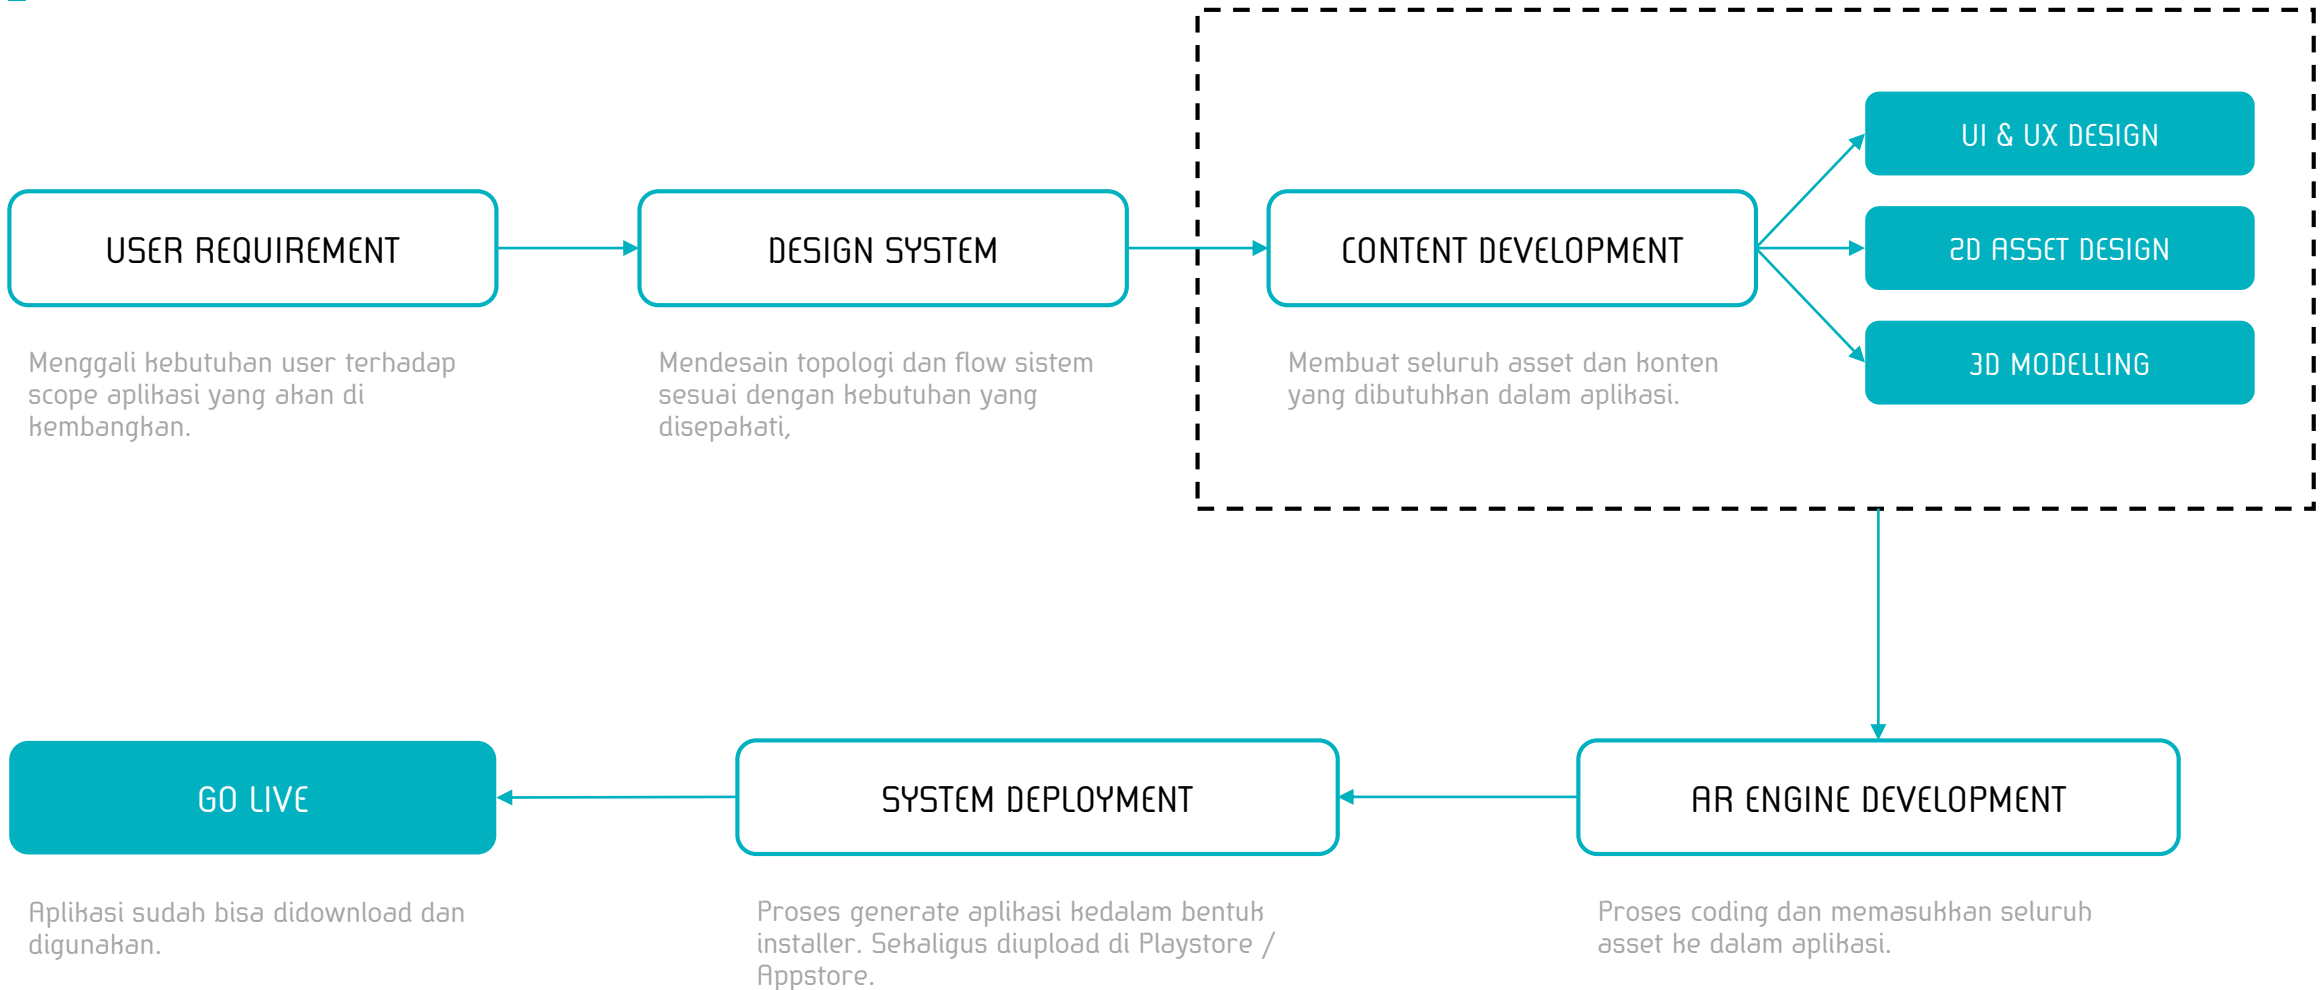 USER REQUIREMENT
Menggali kebutuhan user terhadap
scope aplikasi yang akan di
kembangkan.
DESIGN SYSTEM
Mendesain topologi dan flow sistem
sesuai dengan kebutuhan yang
disepakati,
CONTENT DEVELOPMENT
Membuat seluruh asset dan konten
yang dibutuhkan dalam aplikasi.
UI & UX DESIGN
2D ASSET DESIGN
3D MODELLING
AR ENGINE DEVELOPMENT
Proses coding dan memasukkan seluruh
asset ke dalam aplikasi.
SYSTEM DEPLOYMENT
Proses generate aplikasi kedalam bentuk
installer. Sekaligus diupload di Playstore /
Appstore.
GO LIVE
Aplikasi sudah bisa didownload dan
digunakan.